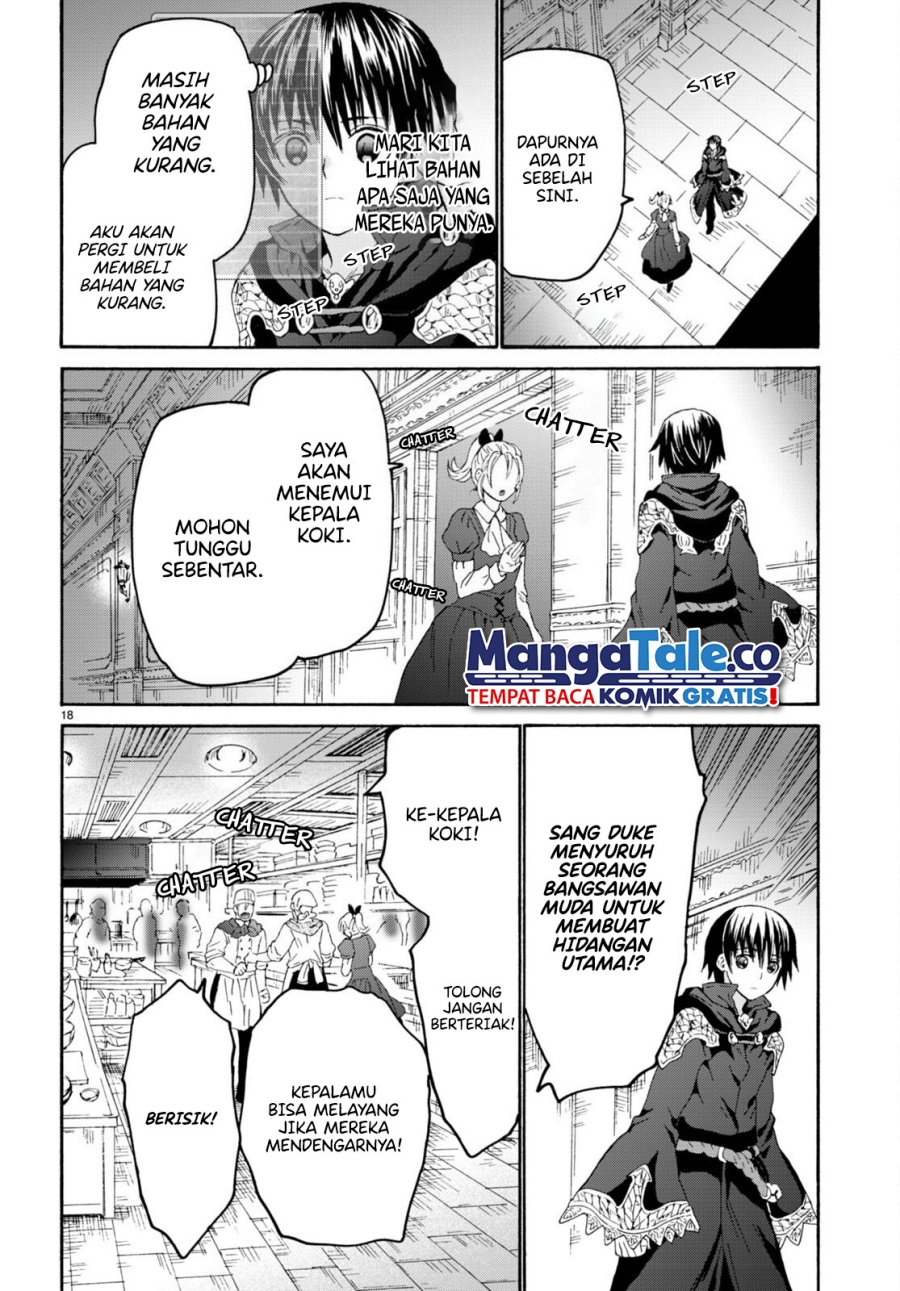 STEP
DAPURNYA
ADA DI
SEBELAH
SINI.
STEP
MARI KITA
LIHAT BAHAN
APA SAJA YANG
MEREKA PUNYA.
MASIH
BANYAK
BAHAN
YANG
KURANG.
AKU AKAN
PERGI UNTUK
MEMBELI
BAHAN YANG
KURANG.
STEP
STEP
CHATTER
CHATTER
SAYA
AKAN
MENEMUI
KEPALA
KOKI.
MOHON
TUNGGU
SEBENTAR.
CHATTER
MangaTale.co
TEMPAT BACA KOMIK GRATIS!
18
SANG DUKE
MENYURUH
SEORANG
BANGSAWAN
MUDA UNTUK
MEMBUAT
HIDANGAN
UTAMA!?
KE-KEPALA
KOKI!
TOLONG
JANGAN
BERTERIAK!
CHATTER
CHATTER
KEPALAMU
BISA MELAYANG
JIKA MEREKA
MENDENGARNYA!
BERISIK!